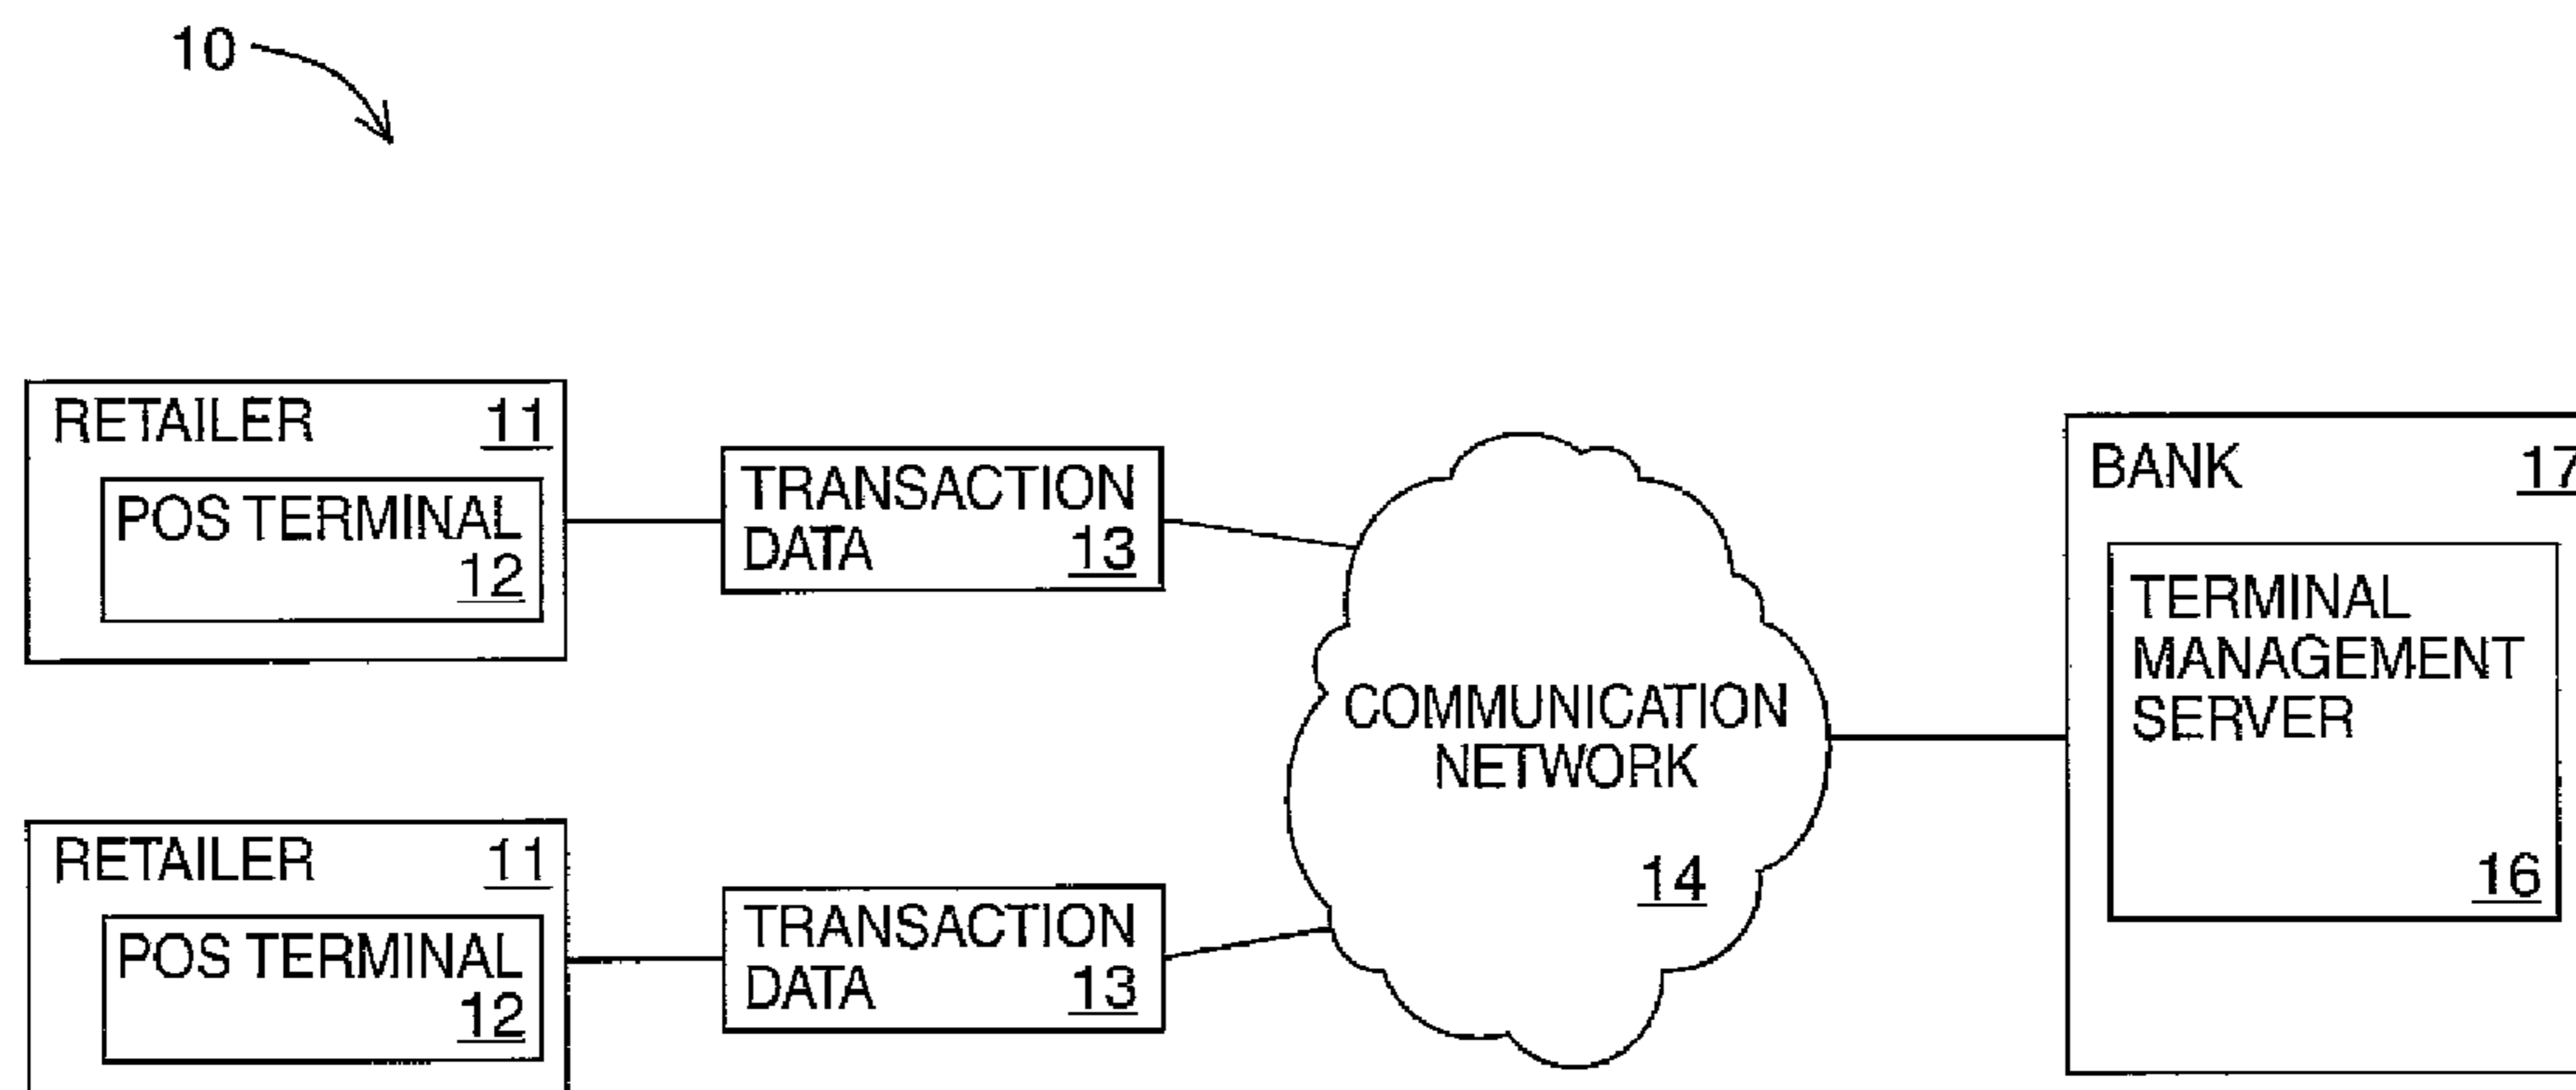 10
RETAILER 11
POS TERMINAL
12
TRANSACTION
DATA 13
COMMUNICATION
NETWORK
14
BANK 17
TERMINAL
MANAGEMENT
SERVER
16
RETAILER 11
POS TERMINAL
12
TRANSACTION
DATA 13